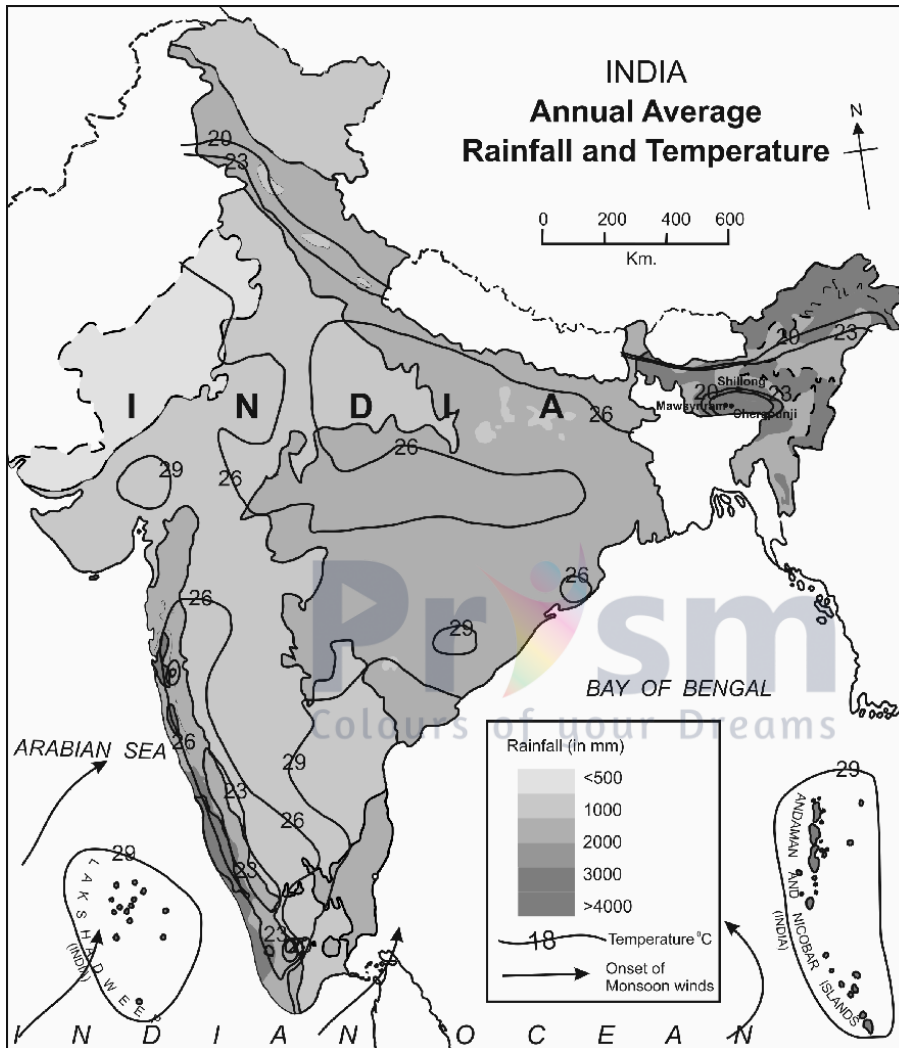 INDIA
Annual Average
Rainfall and Temperature
N
0 200 400 600
Km.
20
23
20
23
Shillong
20
23
Mawsynram
Cherapunji
I N D I A
26
26
29
26
26
26
29
Prism
Colours of your Dreams
BAY OF BENGAL
ARABIAN SEA
26
29
23
26
29
23
23
20
Rainfall (in mm)
<500
1000
2000
3000
>4000
18 Temperature °C
Onset of
Monsoon winds
29
LAKSHADWEEP
(INDIA)
29
ANDAMAN AND NICOBAR ISLANDS
(INDIA)
I N D I A N O C E A N